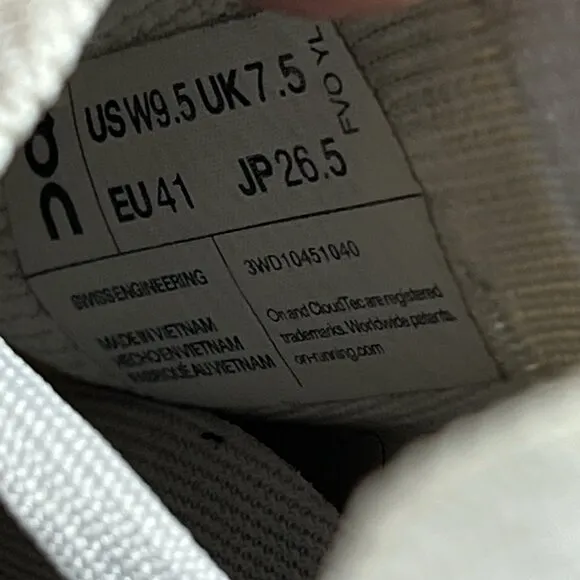 on
US W9.5 UK 7.5
EU 41 JP 26.5
FVO YL
SWISS ENGINEERING
MADE IN VIETNAM
HECHO EN VIETNAM
FABRIQUÉ AU VIETNAM
3WD10451040
On and CloudTec are registered
trademarks. Worldwide patents.
on-running.com